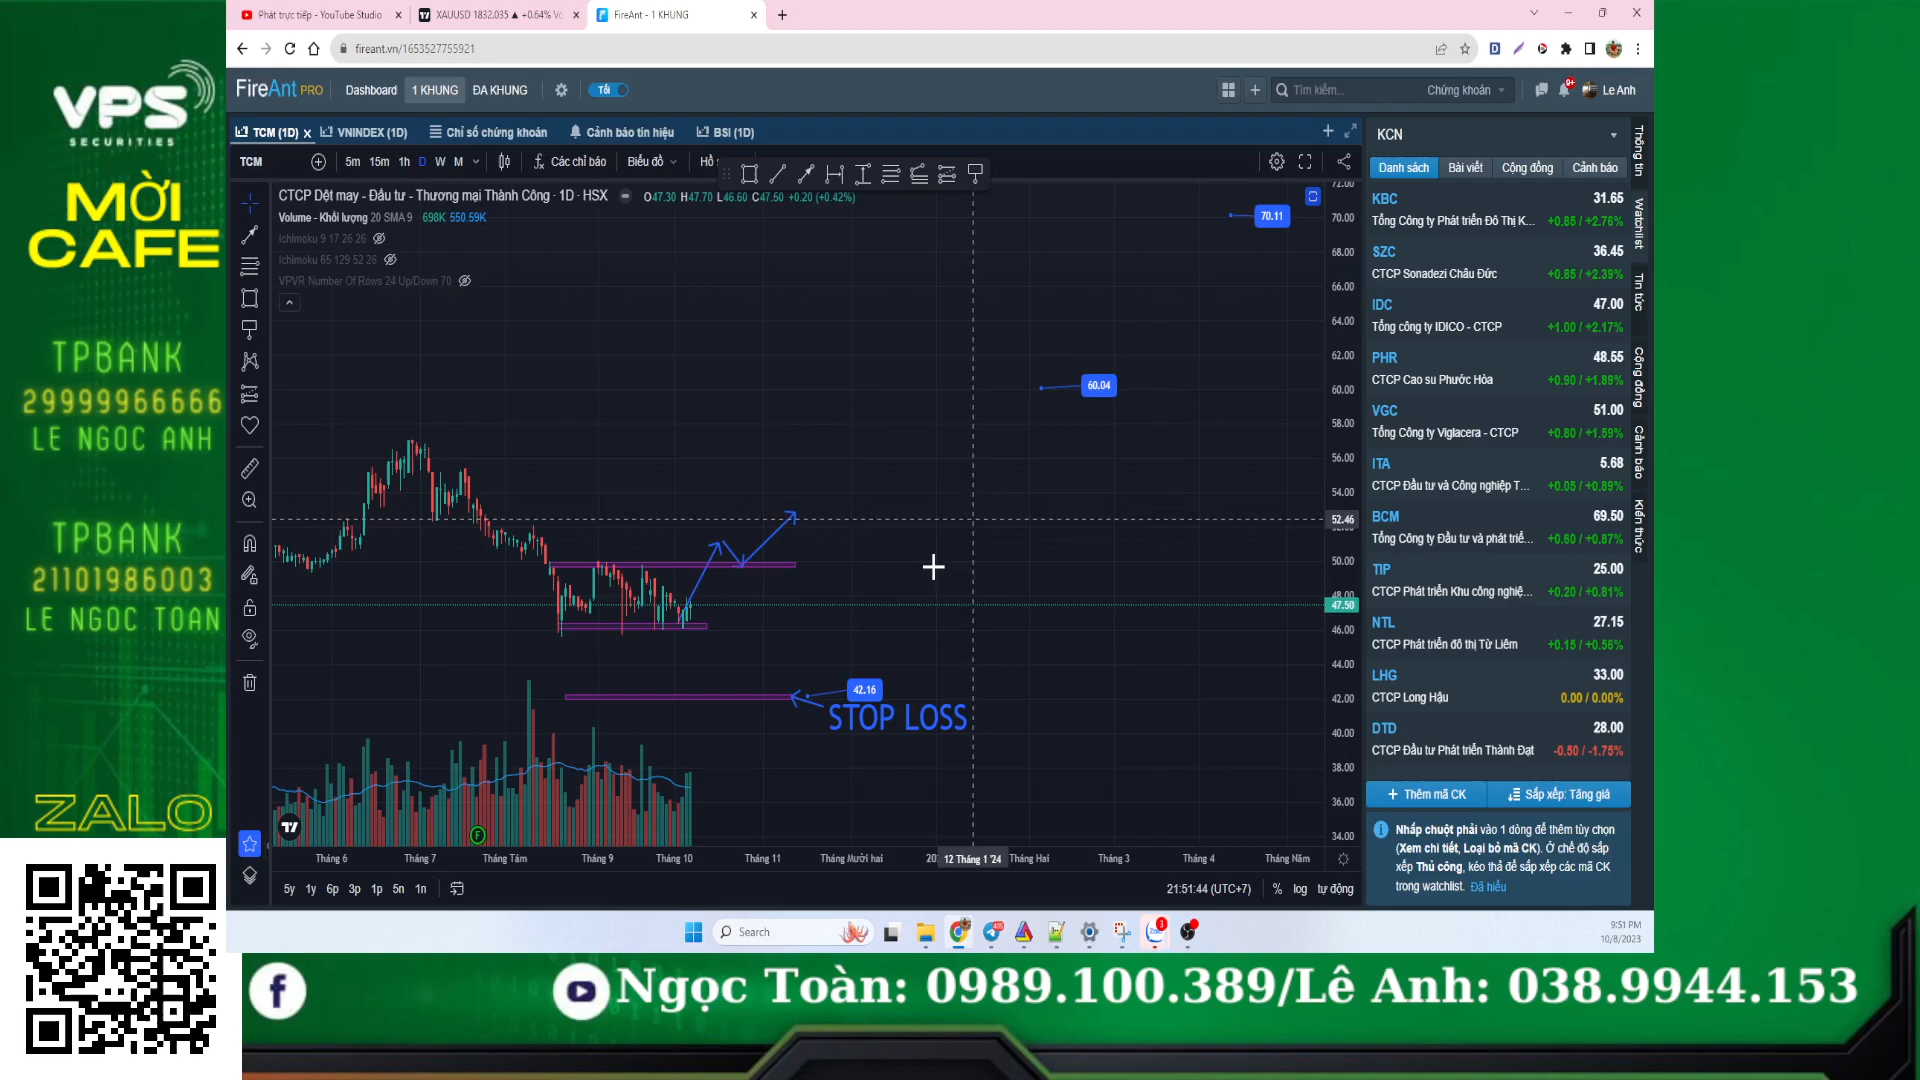 VPS
SECURITIES
MỜI
CAFE
TPBANK
29999966666
LE NGOC ANH
TPBANK
21101986003
LE NGOC TOAN
ZALO
Phát trực tiếp - YouTube Studio
XAUUSD 1832.035 ▲ +0.64%
FireAnt - 1 KHUNG
fireant.vn/1653527755921
FireAnt PRO
Dashboard
1 KHUNG
ĐA KHUNG
Tối
Tìm kiếm...
Chứng khoán
9+
Le Anh
TCM (1D)
VNINDEX (1D)
Chỉ số chứng khoán
Cảnh báo tín hiệu
BSI (1D)
TCM
5m 15m 1h D W M
Các chỉ báo
Biểu đồ
CTCP Dệt may - Đầu tư - Thương mại Thành Công · 1D · HSX
O47.30 H47.70 L46.60 C47.50 +0.20 (+0.42%)
Volume - Khối lượng 20 SMA 9 698K 550.59K
Ichimoku 9 17 26 26
Ichimoku 65 129 52 26
VPVR Number Of Rows 24 Up/Down 70
70.11
60.04
42.16
STOP LOSS
F
72.00
70.00
68.00
66.00
64.00
62.00
60.00
58.00
56.00
54.00
52.46
50.00
48.00
47.50
46.00
44.00
42.00
40.00
38.00
36.00
34.00
Tháng 6
Tháng 7
Tháng Tám
Tháng 9
Tháng 10
Tháng 11
Tháng Mười hai
12 Tháng 1 '24
Tháng Hai
Tháng 3
Tháng 4
Tháng Năm
5y 1y 6p 3p 1p 5n 1n
21:51:44 (UTC+7)
% log tự động
KCN
Danh sách
Bài viết
Cộng đồng
Cảnh báo
KBC 31.65
Tổng Công ty Phát triển Đô Thị K... +0.85 / +2.76%
SZC 36.45
CTCP Sonadezi Châu Đức +0.85 / +2.39%
IDC 47.00
Tổng công ty IDICO - CTCP +1.00 / +2.17%
PHR 48.55
CTCP Cao su Phước Hòa +0.90 / +1.89%
VGC 51.00
Tổng Công ty Viglacera - CTCP +0.80 / +1.59%
ITA 5.68
CTCP Đầu tư và Công nghiệp T... +0.05 / +0.89%
BCM 69.50
Tổng Công ty Đầu tư và phát triể... +0.60 / +0.87%
TIP 25.00
CTCP Phát triển Khu công nghiệ... +0.20 / +0.81%
NTL 27.15
CTCP Phát triển đô thị Từ Liêm +0.15 / +0.56%
LHG 33.00
CTCP Long Hậu 0.00 / 0.00%
DTD 28.00
CTCP Đầu tư Phát triển Thành Đạt -0.50 / -1.75%
Thêm mã CK
Sắp xếp: Tăng giá
Nhấp chuột phải vào 1 dòng để thêm tùy chọn
(Xem chi tiết, Loại bỏ mã CK). Ở chế độ sắp
xếp Thủ công, kéo thả để sắp xếp các mã CK
trong watchlist. Đã hiểu
Thông tin
Watchlist
Tin tức
Cộng đồng
Cảnh báo
Kiến thức
Search
9:51 PM
10/8/2023
Ngọc Toàn: 0989.100.389/Lê Anh: 038.9944.153